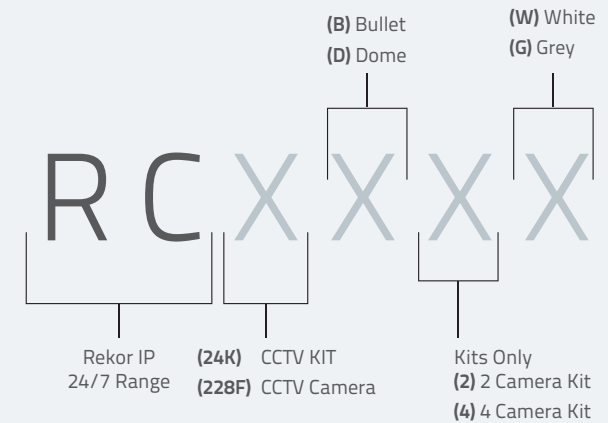 (B) Bullet
(D) Dome
(W) White
(G) Grey
R C X X X X
Rekor IP
24/7 Range
(24K) CCTV KIT
(228F) CCTV Camera
Kits Only
(2) 2 Camera Kit
(4) 4 Camera Kit